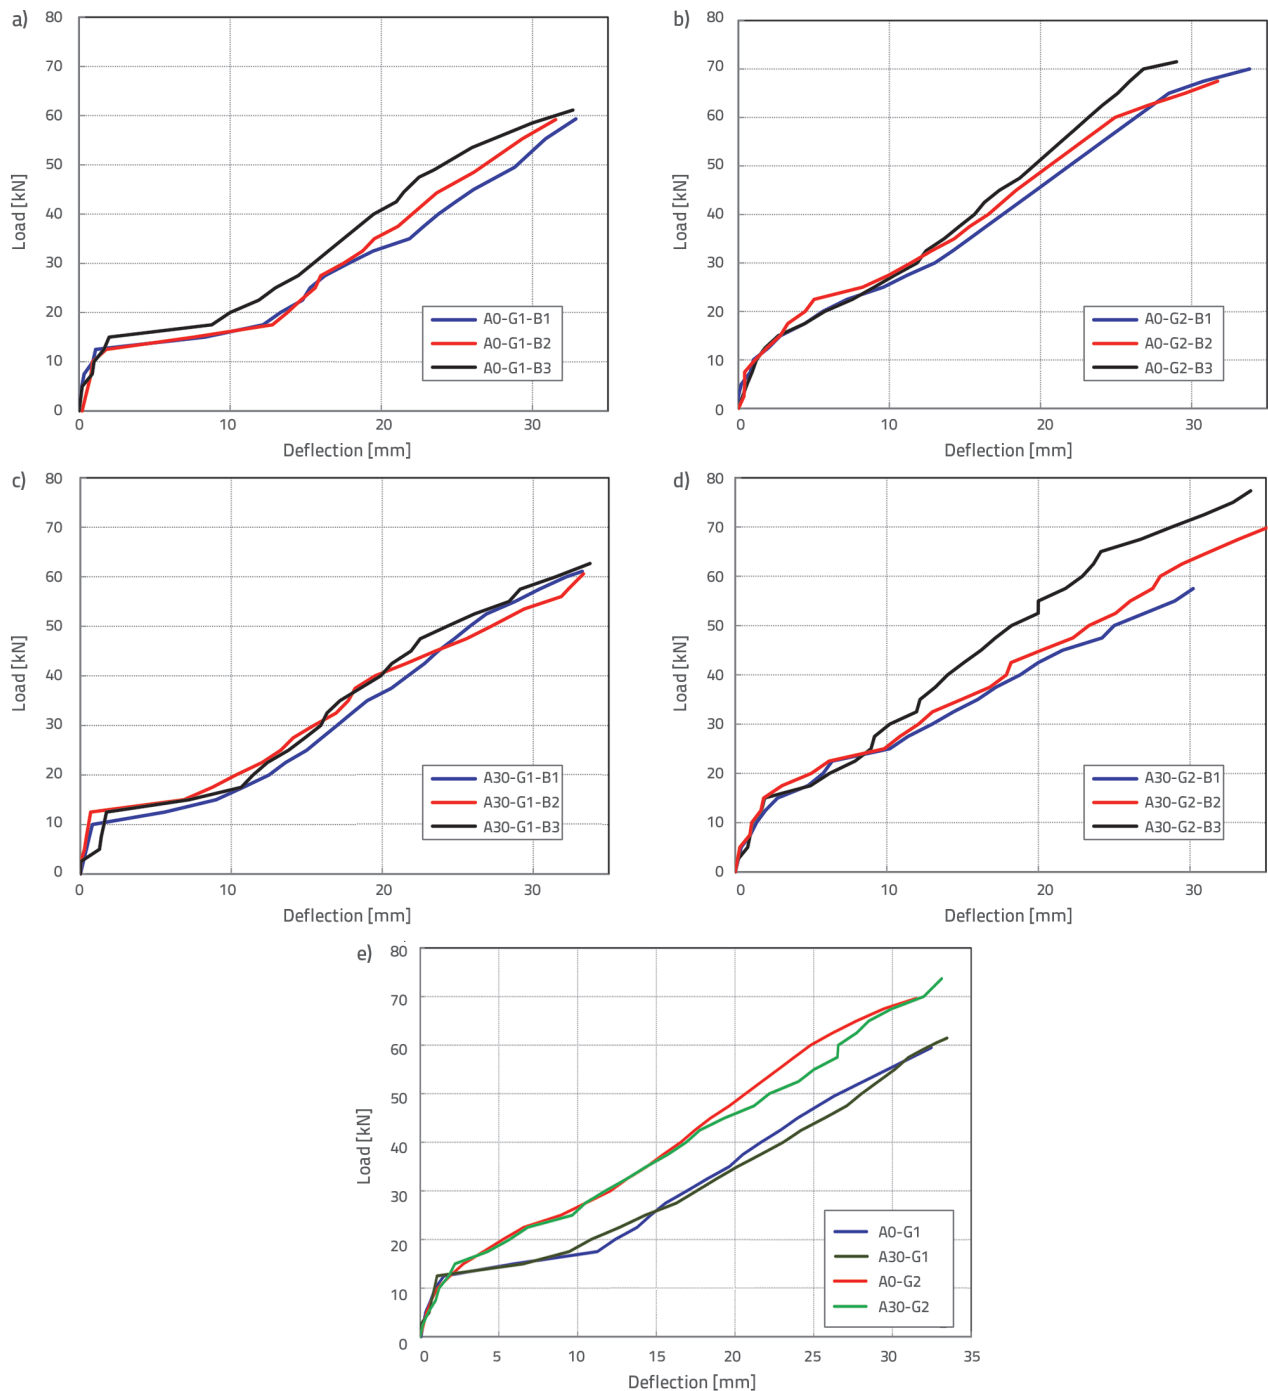 a)
80
70
60
50
40
30
20
10
0
Load [kN]
0 10 20 30
Deflection [mm]
A0-G1-B1
A0-G1-B2
A0-G1-B3
b)
80
70
60
50
40
30
20
10
0
Load [kN]
0 10 20 30
Deflection [mm]
A0-G2-B1
A0-G2-B2
A0-G2-B3
c)
80
70
60
50
40
30
20
10
0
Load [kN]
0 10 20 30
Deflection [mm]
A30-G1-B1
A30-G1-B2
A30-G1-B3
d)
80
70
60
50
40
30
20
10
0
Load [kN]
0 10 20 30
Deflection [mm]
A30-G2-B1
A30-G2-B2
A30-G2-B3
e)
80
70
60
50
40
30
20
10
0
Load [kN]
0 5 10 15 20 25 30 35
Deflection [mm]
A0-G1
A30-G1
A0-G2
A30-G2